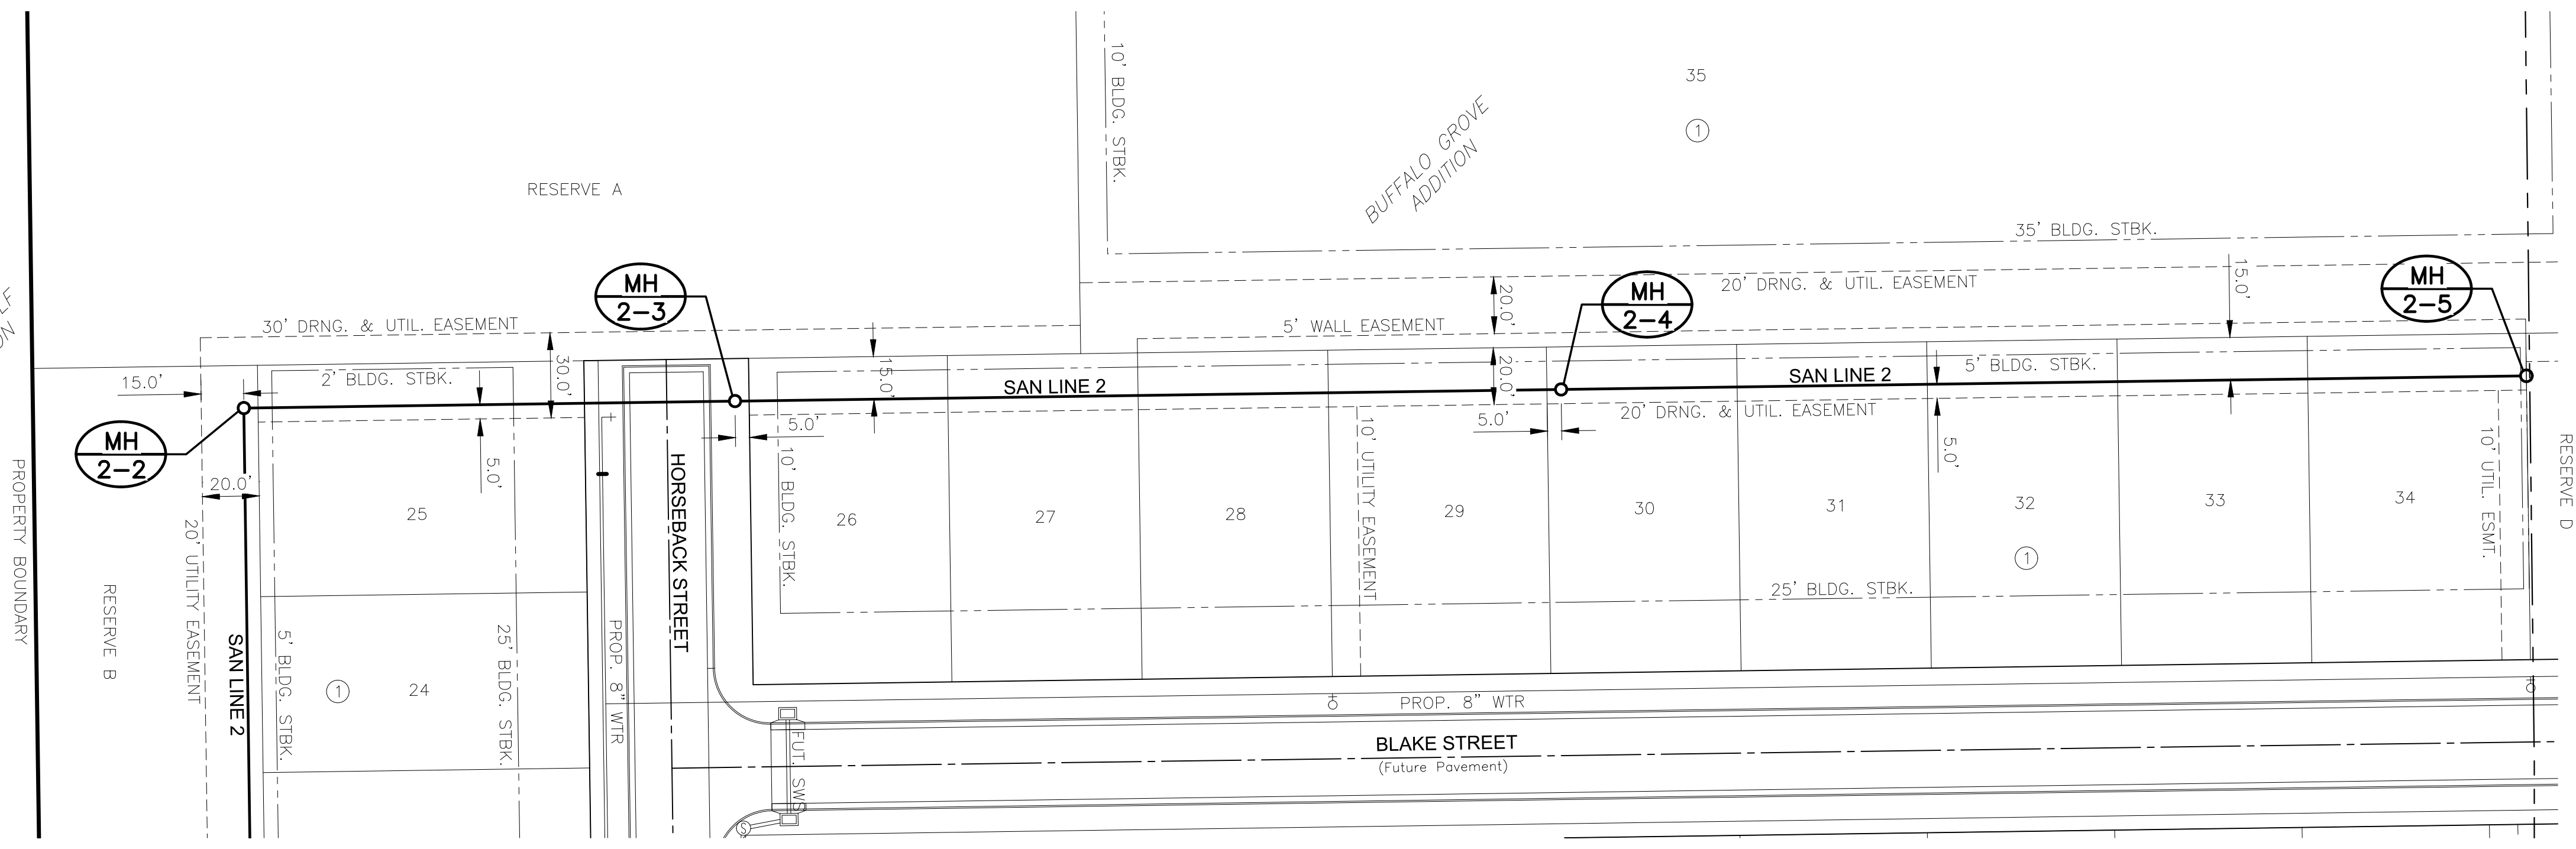 10' BLDG. STBK.
35
1
BUFFALO GROVE
ADDITION
RESERVE A
35' BLDG. STBK.
MH
2-3
MH
2-4
MH
2-5
20' DRNG. & UTIL. EASEMENT
20.0'
15.0'
30' DRNG. & UTIL. EASEMENT
5' WALL EASEMENT
30.0'
15.0'
20.0'
15.0'
2' BLDG. STBK.
SAN LINE 2
SAN LINE 2
5' BLDG. STBK.
MH
2-2
5.0'
5.0'
20' DRNG. & UTIL. EASEMENT
5.0'
5.0'
20.0'
PROPERTY BOUNDARY
RESERVE B
20' UTILITY EASEMENT
SAN LINE 2
25
HORSEBACK STREET
10' BLDG. STBK.
26
27
28
10' UTILITY EASEMENT
29
30
31
32
33
34
10' UTIL. ESMT.
RESERVE D
1
25' BLDG. STBK.
5' BLDG. STBK.
1
24
25' BLDG. STBK.
PROP. 8" WTR
PROP. 8" WTR
FUT. SWS
S
BLAKE STREET
(Future Pavement)